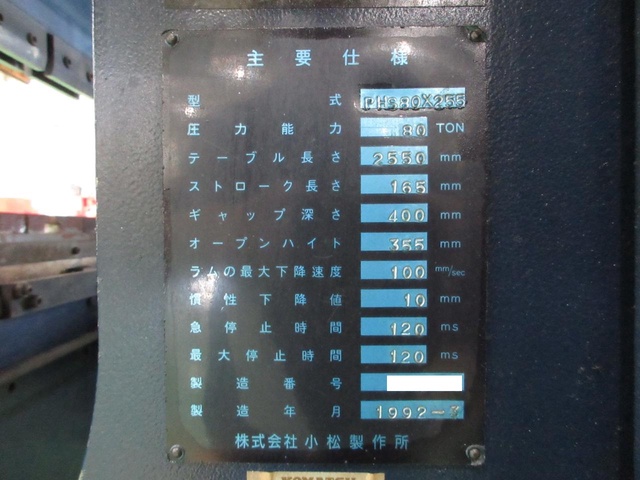 主要仕様
型式 PHS80X255
圧力能力 80 TON
テーブル長さ 2550 mm
ストローク長さ 165 mm
ギャップ深さ 400 mm
オープンハイト 355 mm
ラムの最大下降速度 100 mm/sec
慣性下降値 10 mm
急停止時間 120 ms
最大停止時間 120 ms
製造番号
製造年月 1992-
株式会社小松製作所
KOMATSU